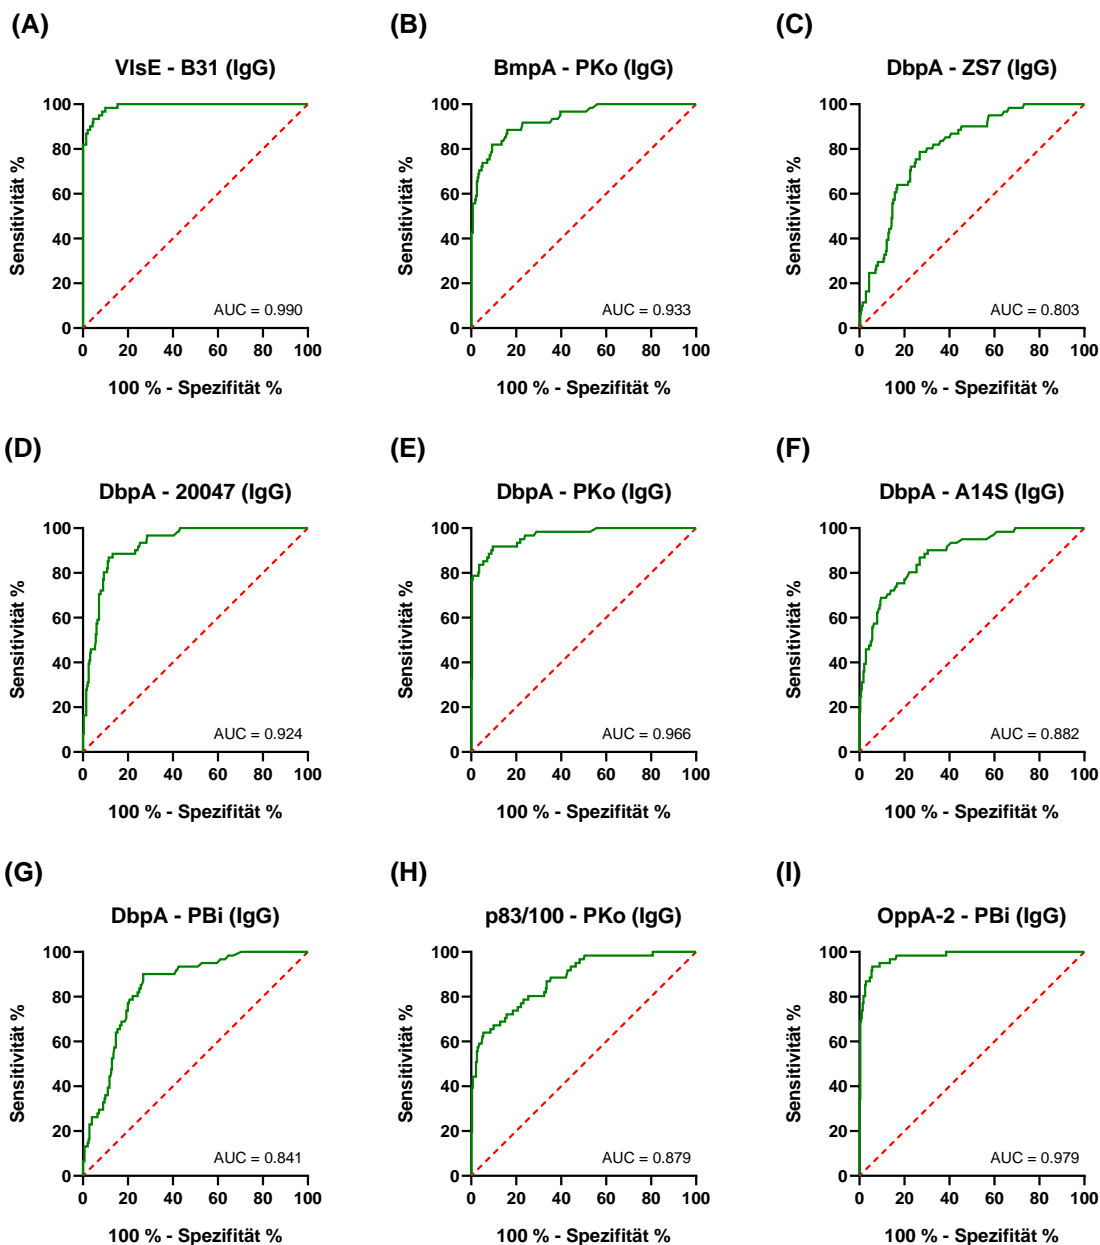 (A)
VlsE - B31 (IgG)
Sensitivität %
100
80
60
40
20
0
AUC = 0.990
0 20 40 60 80 100
100 % - Spezifität %
(B)
BmpA - PKo (IgG)
Sensitivität %
100
80
60
40
20
0
AUC = 0.933
0 20 40 60 80 100
100 % - Spezifität %
(C)
DbpA - ZS7 (IgG)
Sensitivität %
100
80
60
40
20
0
AUC = 0.803
0 20 40 60 80 100
100 % - Spezifität %
(D)
DbpA - 20047 (IgG)
Sensitivität %
100
80
60
40
20
0
AUC = 0.924
0 20 40 60 80 100
100 % - Spezifität %
(E)
DbpA - PKo (IgG)
Sensitivität %
100
80
60
40
20
0
AUC = 0.966
0 20 40 60 80 100
100 % - Spezifität %
(F)
DbpA - A14S (IgG)
Sensitivität %
100
80
60
40
20
0
AUC = 0.882
0 20 40 60 80 100
100 % - Spezifität %
(G)
DbpA - PBi (IgG)
Sensitivität %
100
80
60
40
20
0
AUC = 0.841
0 20 40 60 80 100
100 % - Spezifität %
(H)
p83/100 - PKo (IgG)
Sensitivität %
100
80
60
40
20
0
AUC = 0.879
0 20 40 60 80 100
100 % - Spezifität %
(I)
OppA-2 - PBi (IgG)
Sensitivität %
100
80
60
40
20
0
AUC = 0.979
0 20 40 60 80 100
100 % - Spezifität %